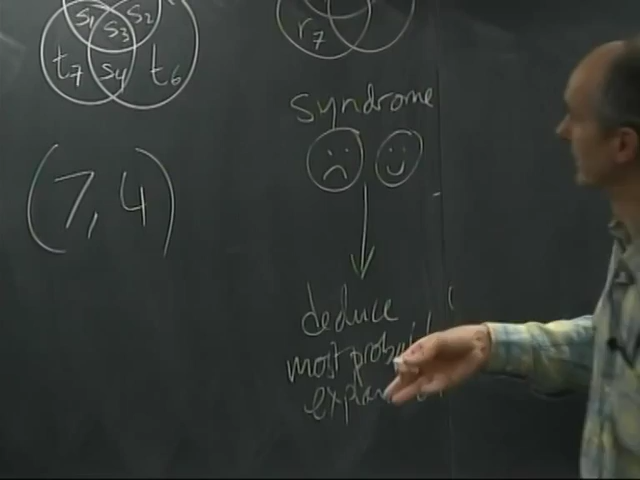 s1 s2
s3
t7 s4 t6
r7
syndrome
(7,4)
deduce
most